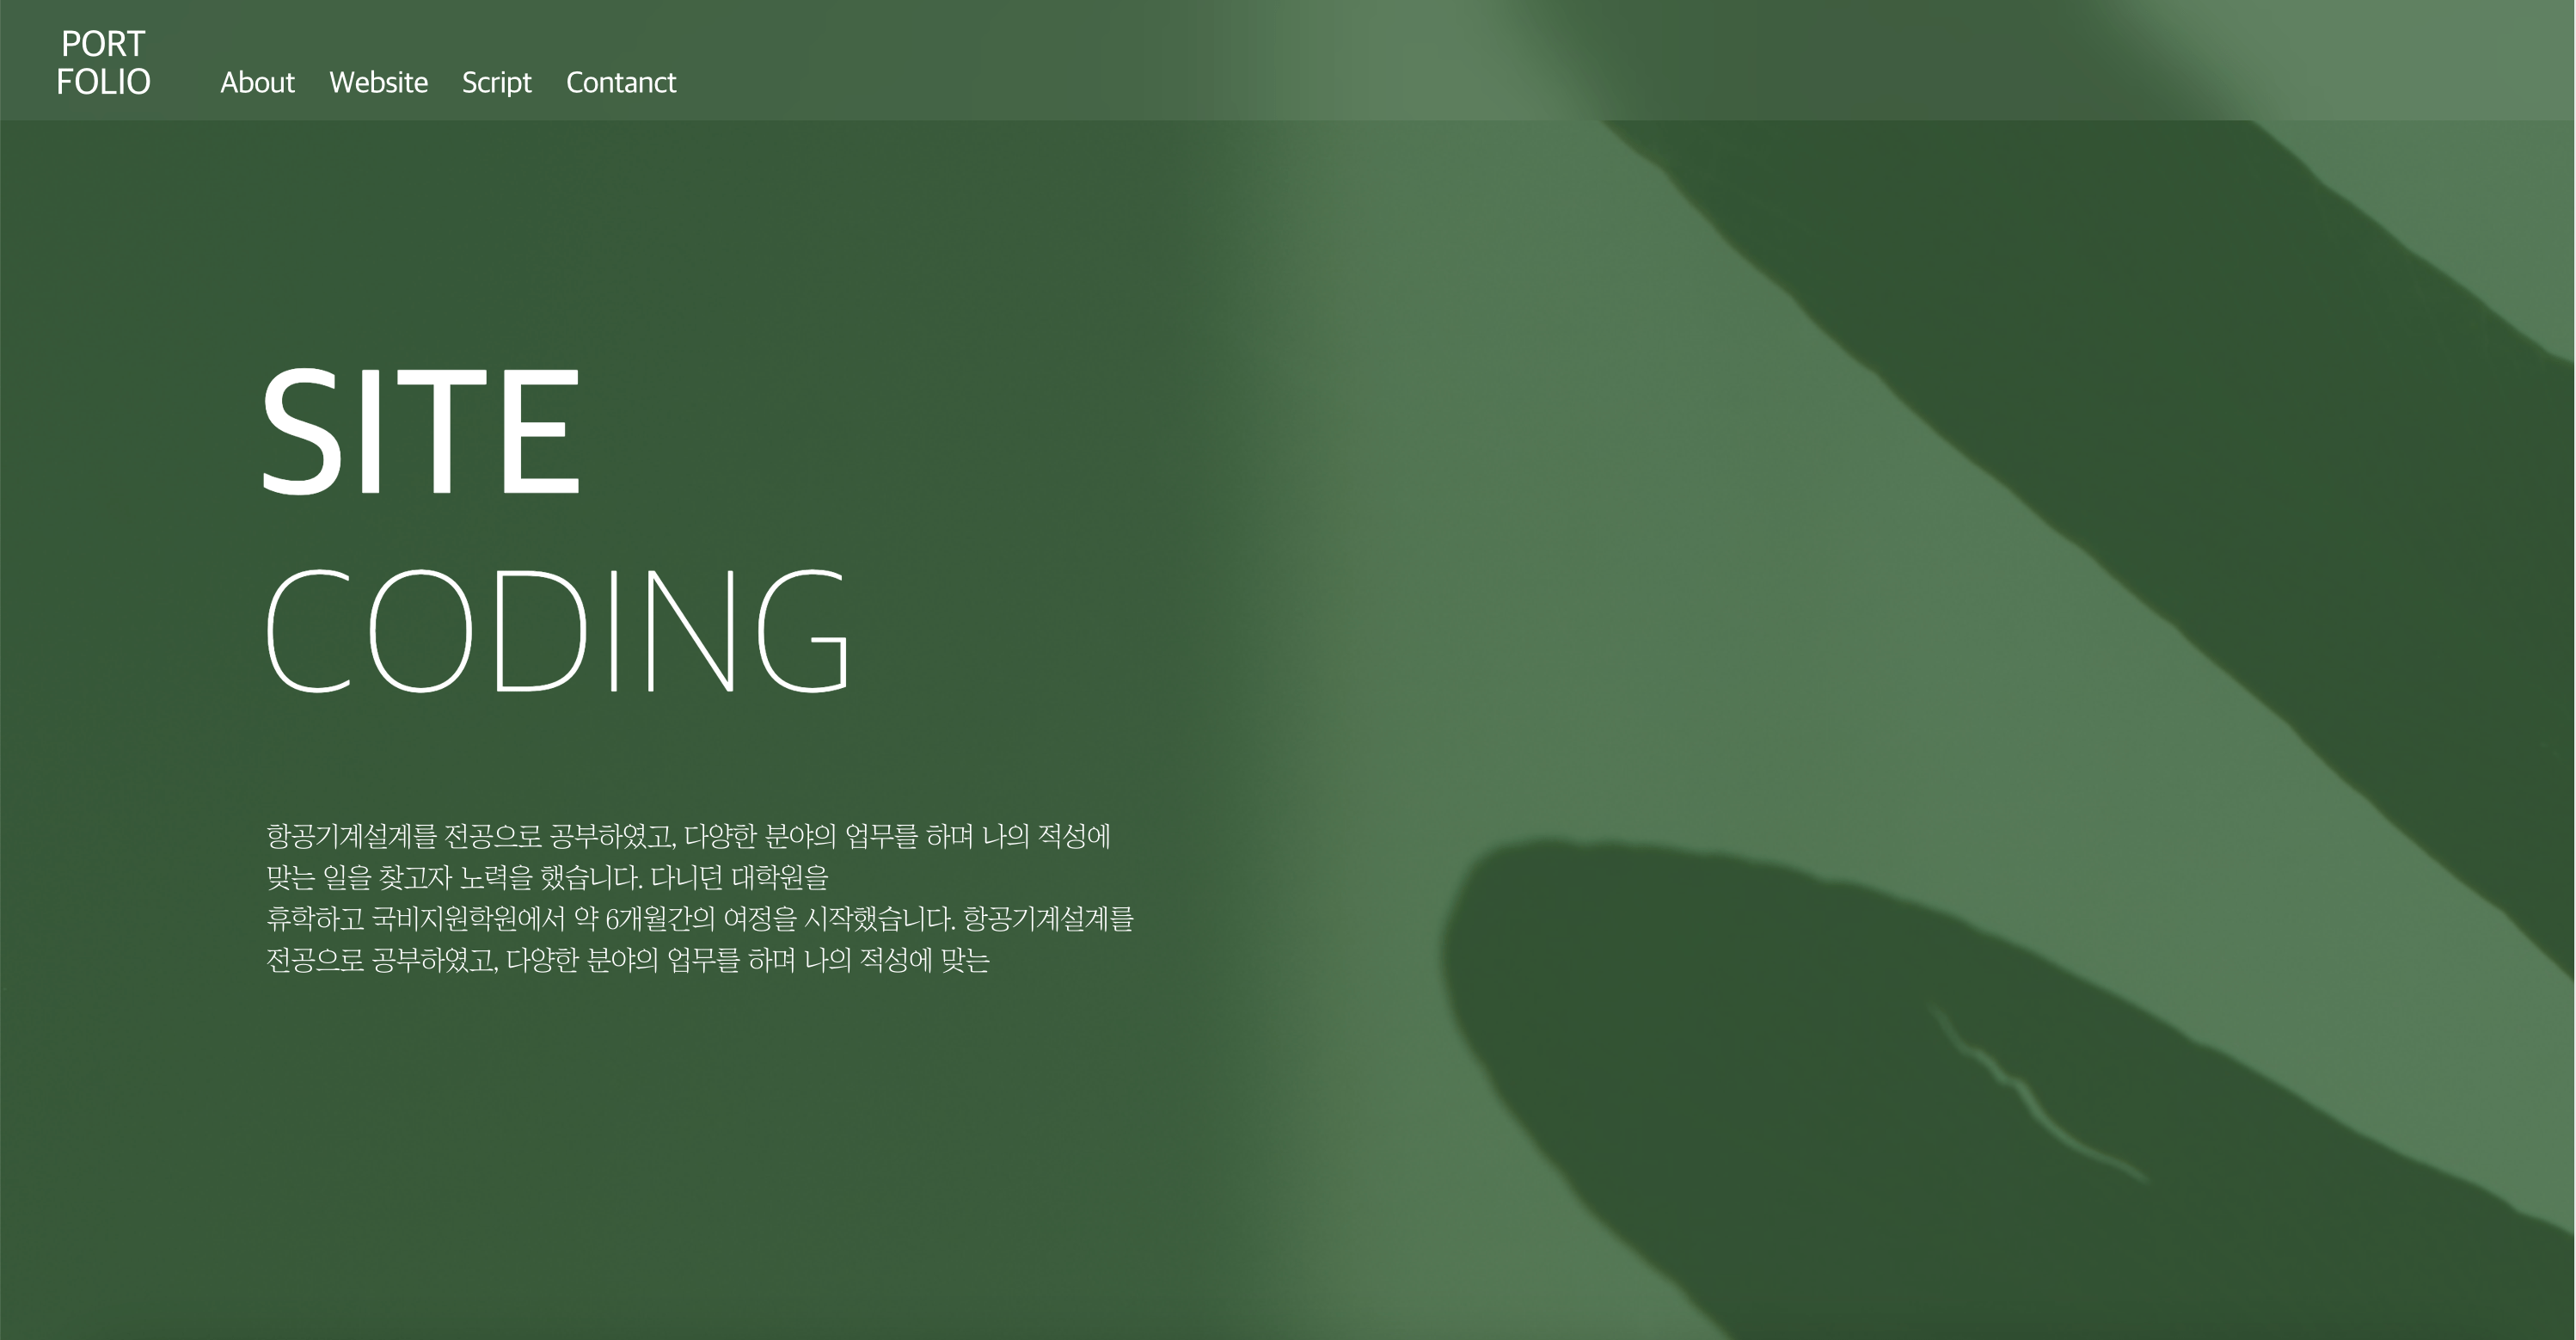 PORT
FOLIO
About Website Script Contanct
SITE
CODING
항공기계설계를 전공으로 공부하였고, 다양한 분야의 업무를 하며 나의 적성에
맞는 일을 찾고자 노력을 했습니다. 다니던 대학원을
휴학하고 국비지원학원에서 약 6개월간의 여정을 시작했습니다. 항공기계설계를
전공으로 공부하였고, 다양한 분야의 업무를 하며 나의 적성에 맞는